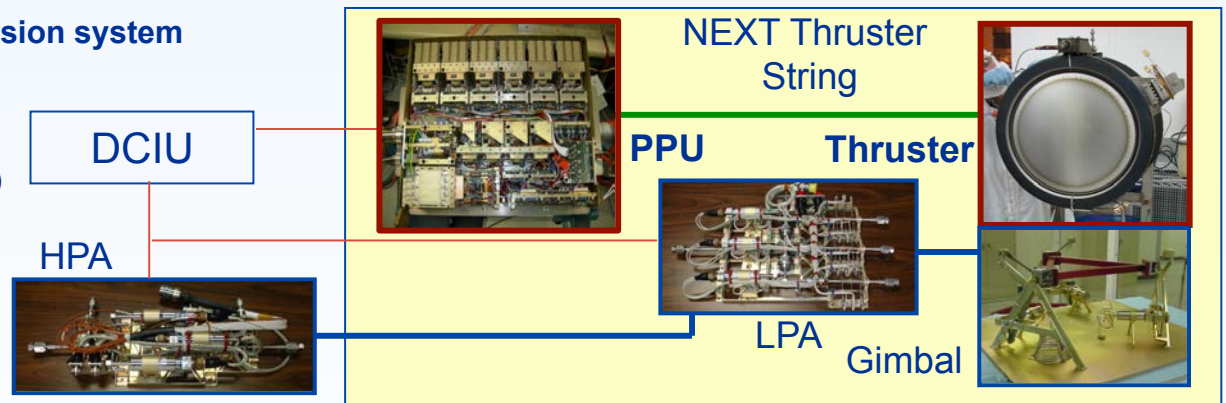 sion system
NEXT Thruster
String
DCIU
PPU
Thruster
)
HPA
LPA
Gimbal